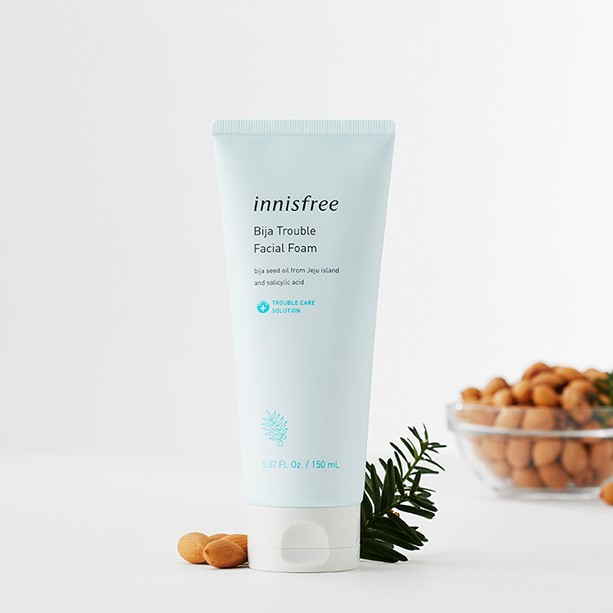 innisfree
Bija Trouble
Facial Foam
bija seed oil from Jeju island
and salicylic acid
TROUBLE CARE
SOLUTION
5.07 Fl. Oz. / 150 mL